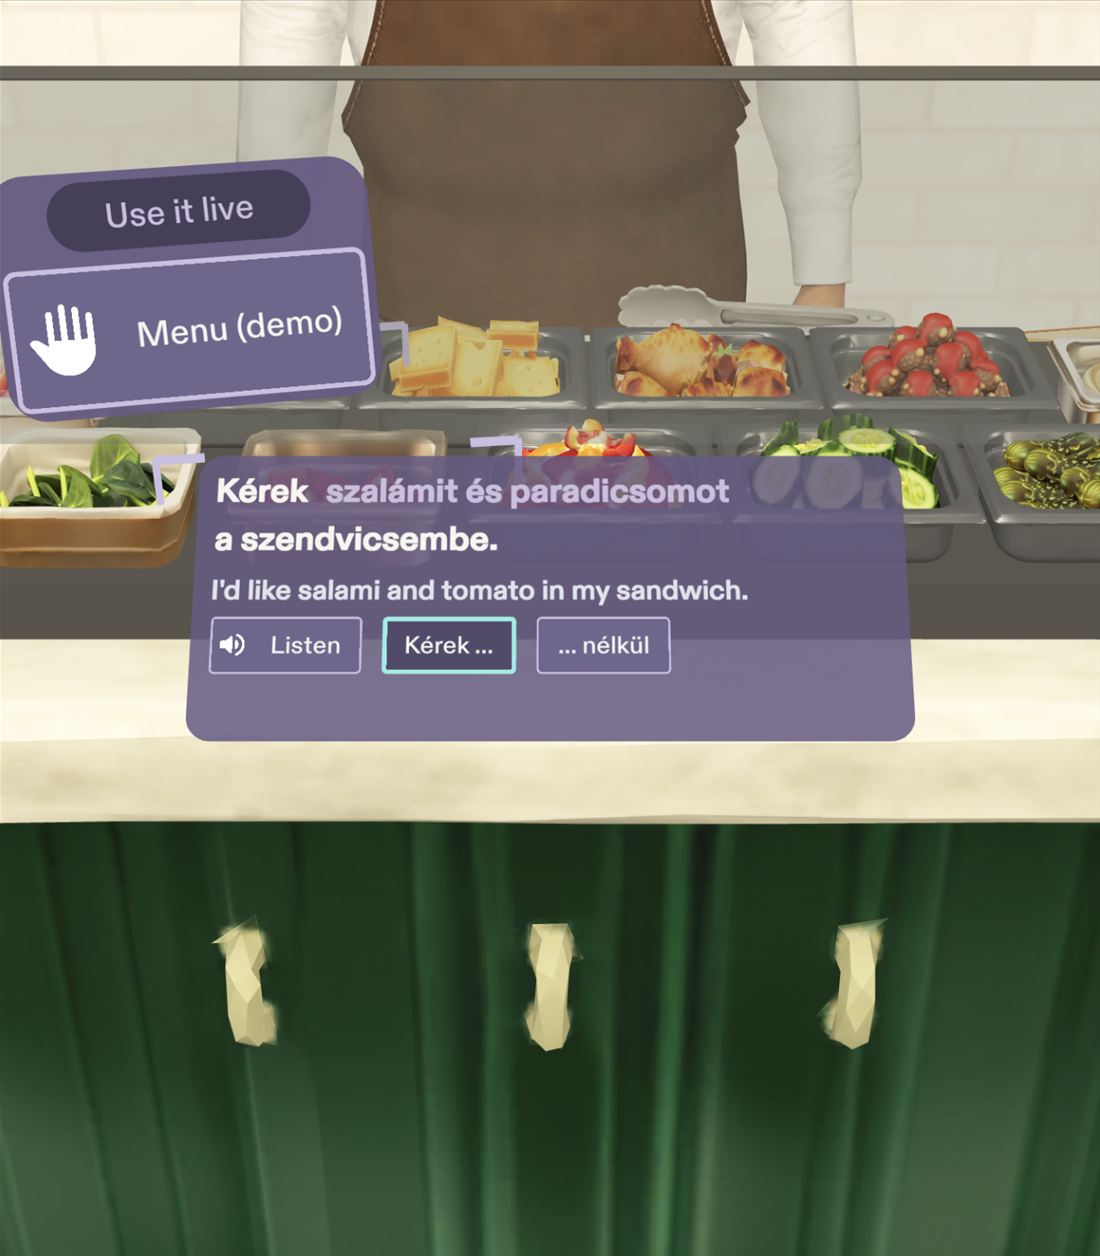 Use it live
Menu (demo)
Kérek szalámit és paradicsomot
a szendvicsembe.
I'd like salami and tomato in my sandwich.
Listen
Kérek ...
... nélkül